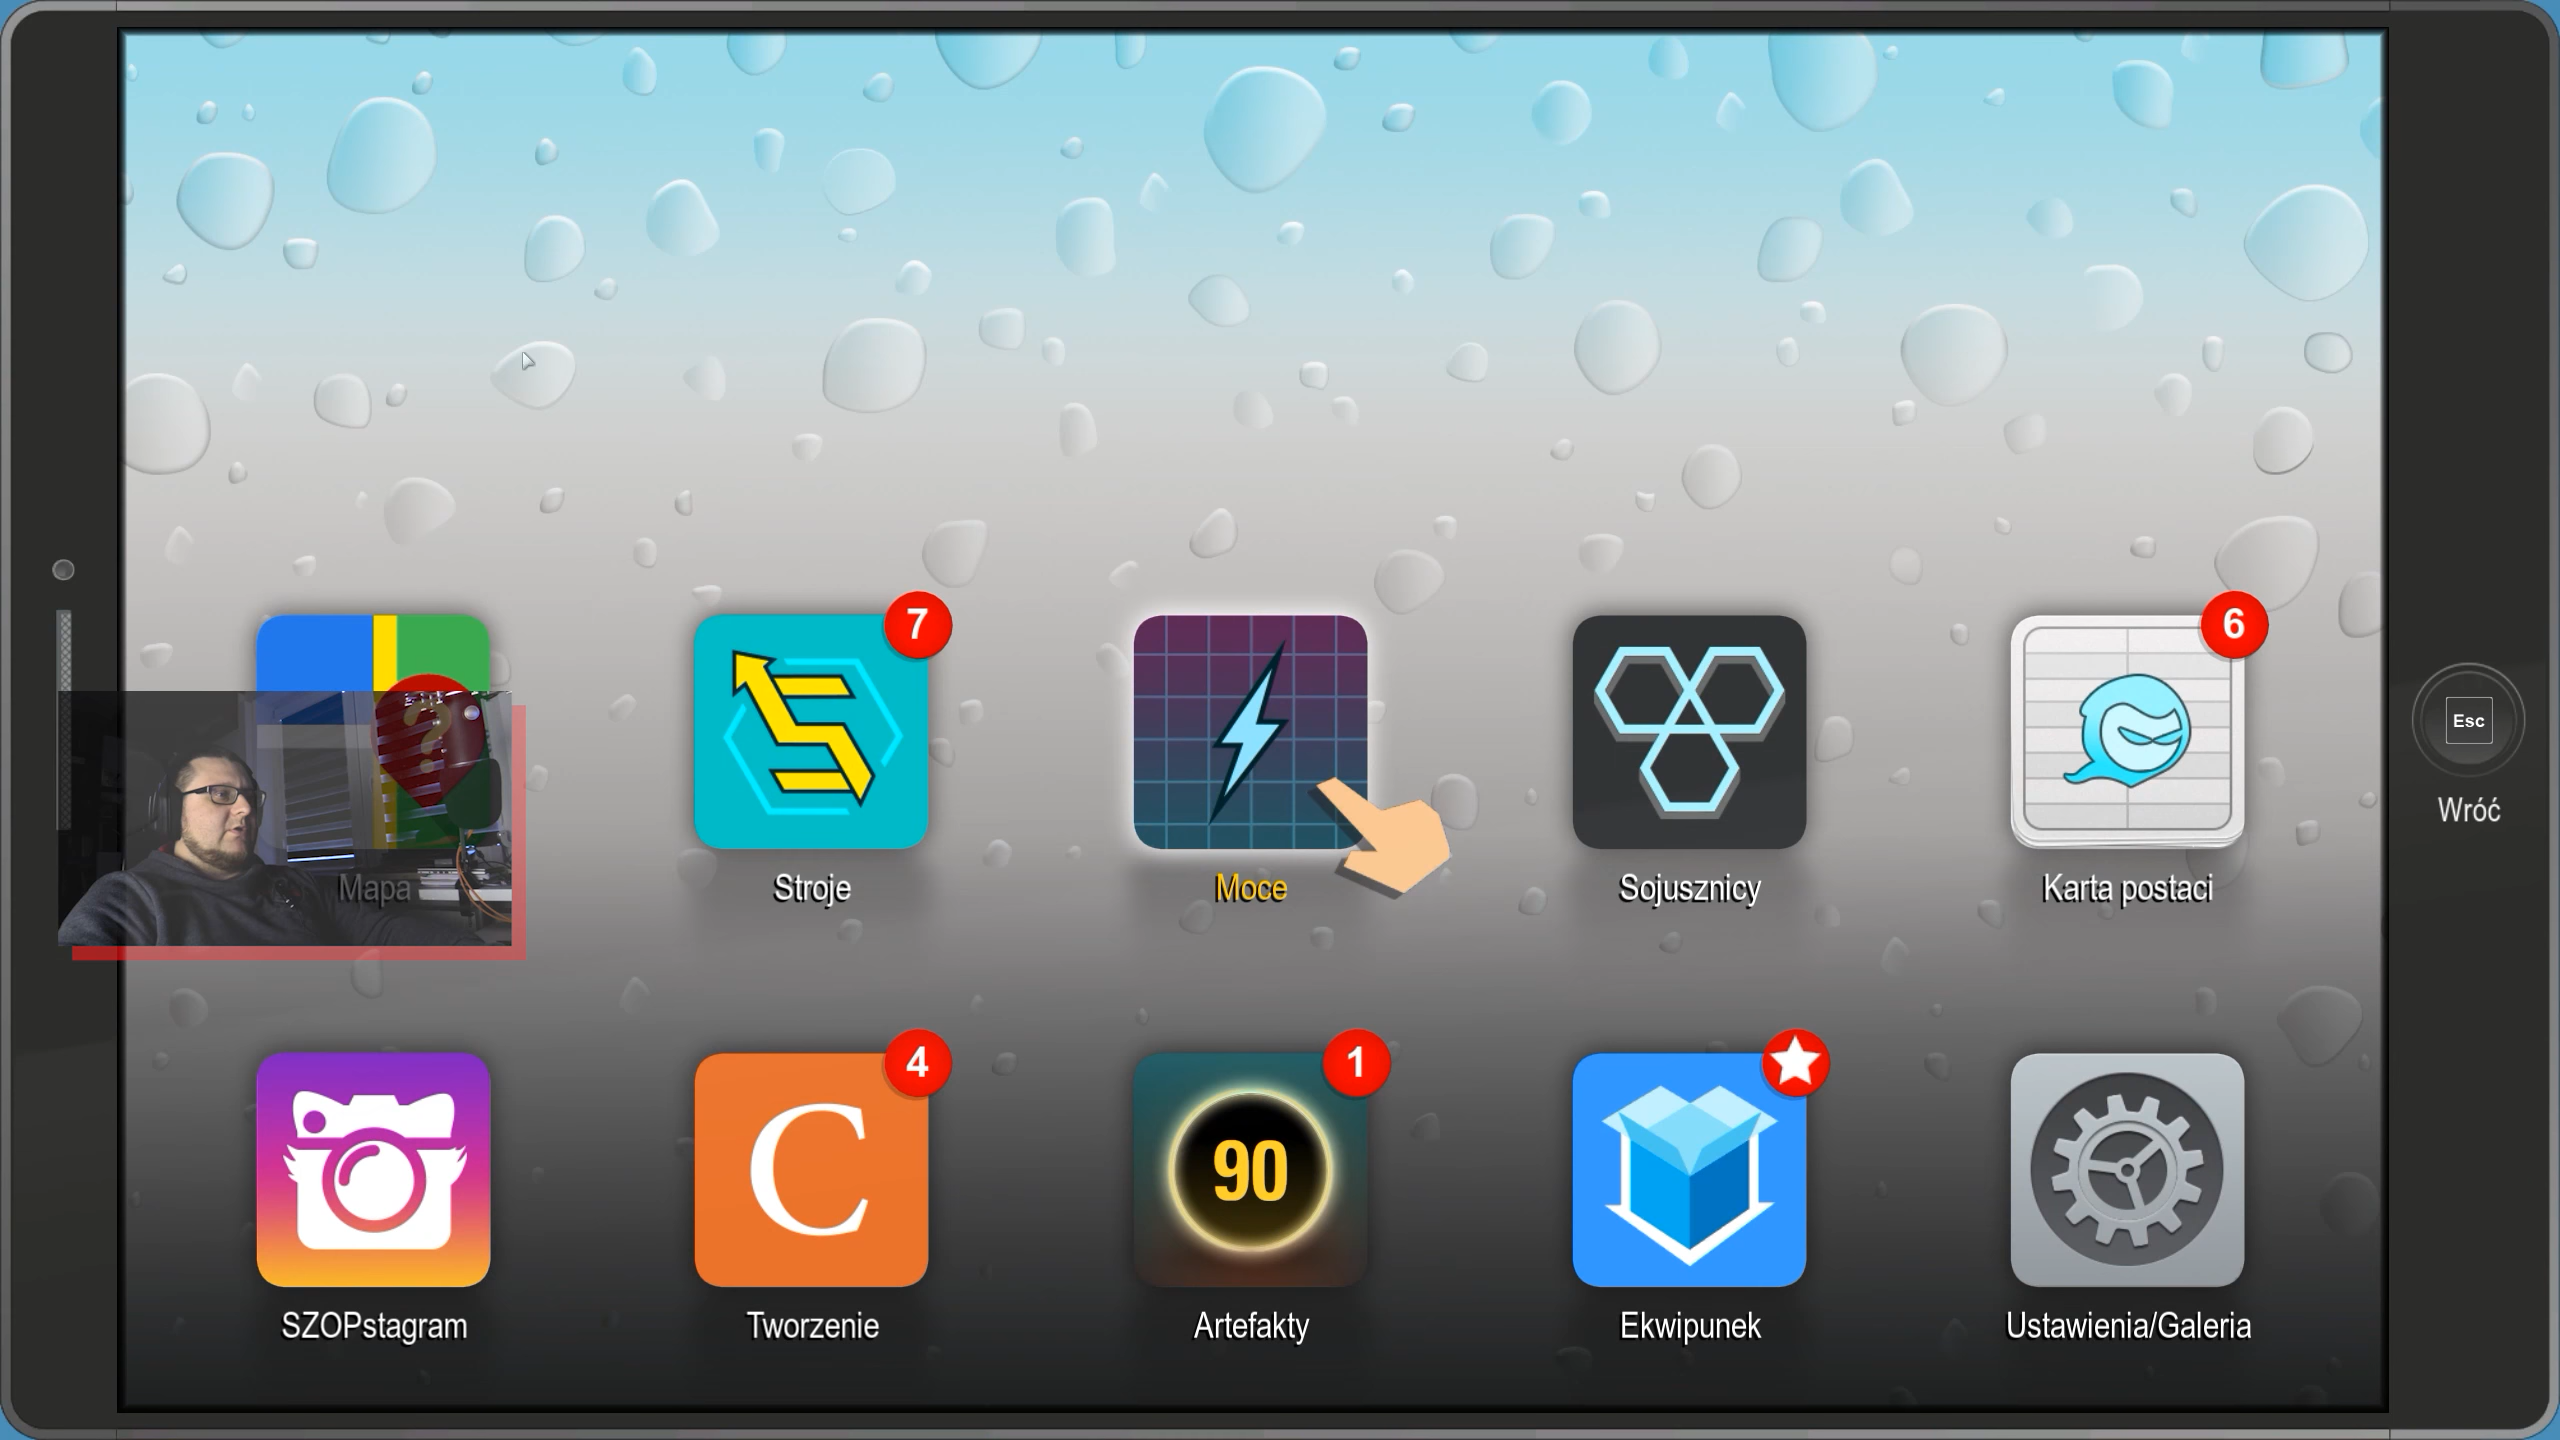 7
6
Esc
Wróć
?
Mapa
Stroje
Moce
Sojusznicy
Karta postaci
4
1
C
90
SZOPstagram
Tworzenie
Artefakty
Ekwipunek
Ustawienia/Galeria